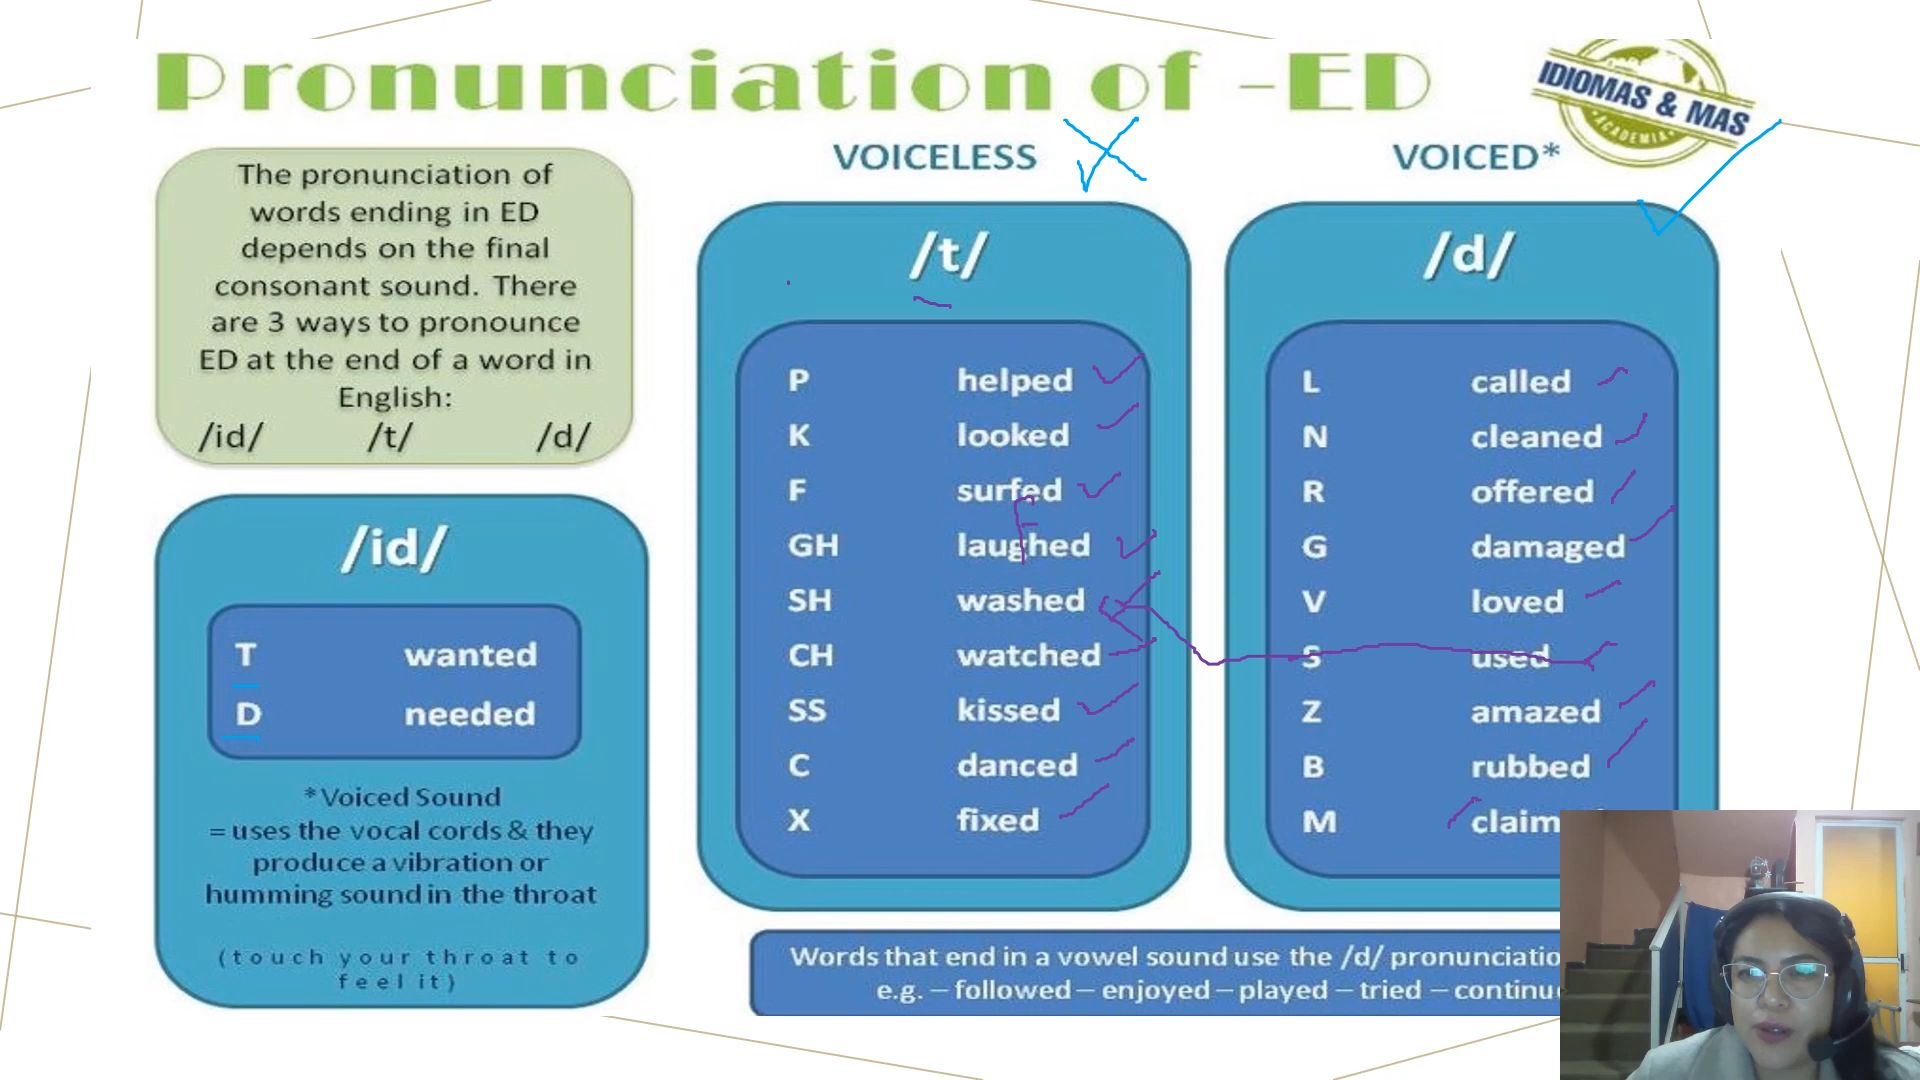 Pronunciation of -ED
IDIOMAS & MAS
ACADEMIA
The pronunciation of
words ending in ED
depends on the final
consonant sound. There
are 3 ways to pronounce
ED at the end of a word in
English:
/id/ /t/ /d/
/id/
T wanted
D needed
*Voiced Sound
= uses the vocal cords & they
produce a vibration or
humming sound in the throat
(touch your throat to
feel it)
VOICELESS
/t/
P helped
K looked
F surfed
F
GH laughed
SH washed
CH watched
SS kissed
C danced
X fixed
VOICED*
/d/
L called
N cleaned
R offered
G damaged
V loved
S used
Z amazed
B rubbed
M claim
Words that end in a vowel sound use the /d/ pronunciatio
e.g. – followed – enjoyed – played – tried – continu